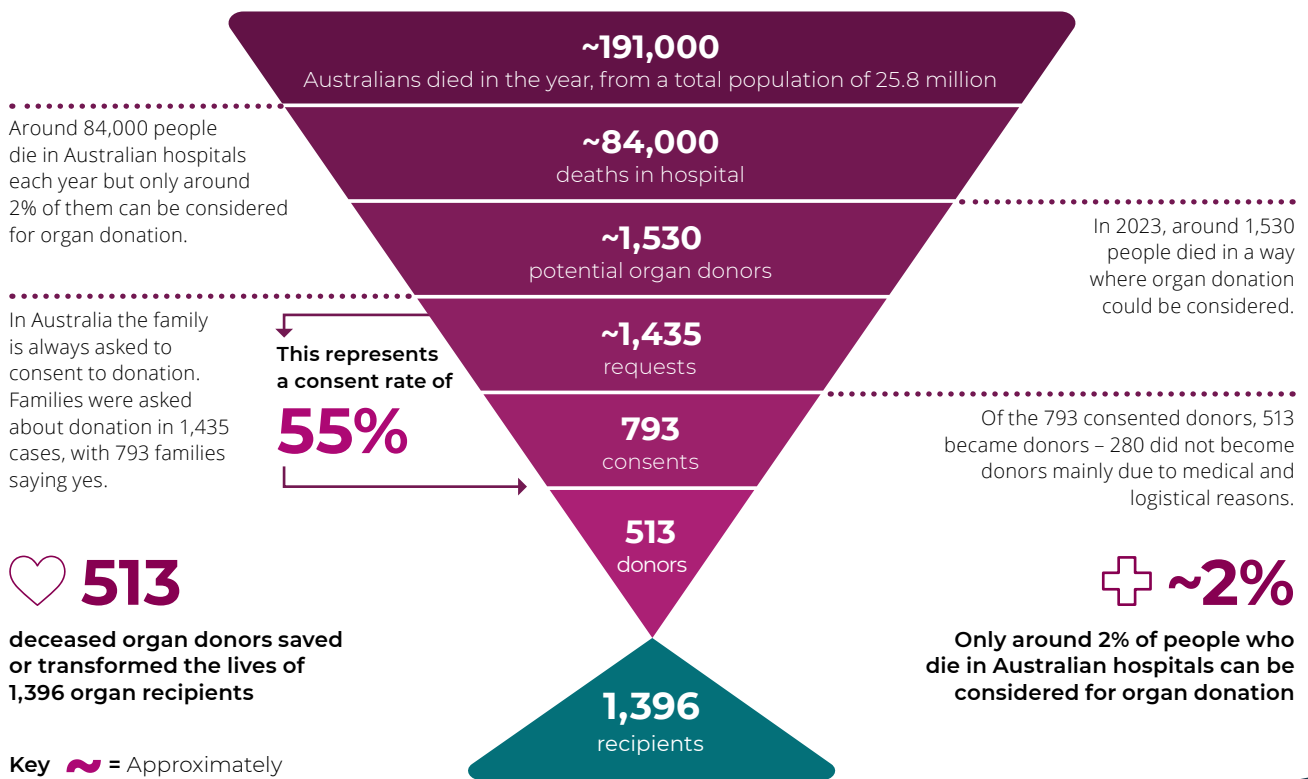 ~191,000
Australians died in the year, from a total population of 25.8 million
Around 84,000 people
die in Australian hospitals
each year but only around
2% of them can be considered
for organ donation.
~84,000
deaths in hospital
~1,530
potential organ donors
In 2023, around 1,530
people died in a way
where organ donation
could be considered.
In Australia the family
is always asked to
consent to donation.
Families were asked
about donation in 1,435
cases, with 793 families
saying yes.
This represents
a consent rate of
55%
~1,435
requests
793
consents
Of the 793 consented donors, 513
became donors – 280 did not become
donors mainly due to medical and
logistical reasons.
513
donors
513
deceased organ donors saved
or transformed the lives of
1,396 organ recipients
~2%
Only around 2% of people who
die in Australian hospitals can be
considered for organ donation
1,396
recipients
Key ~ = Approximately